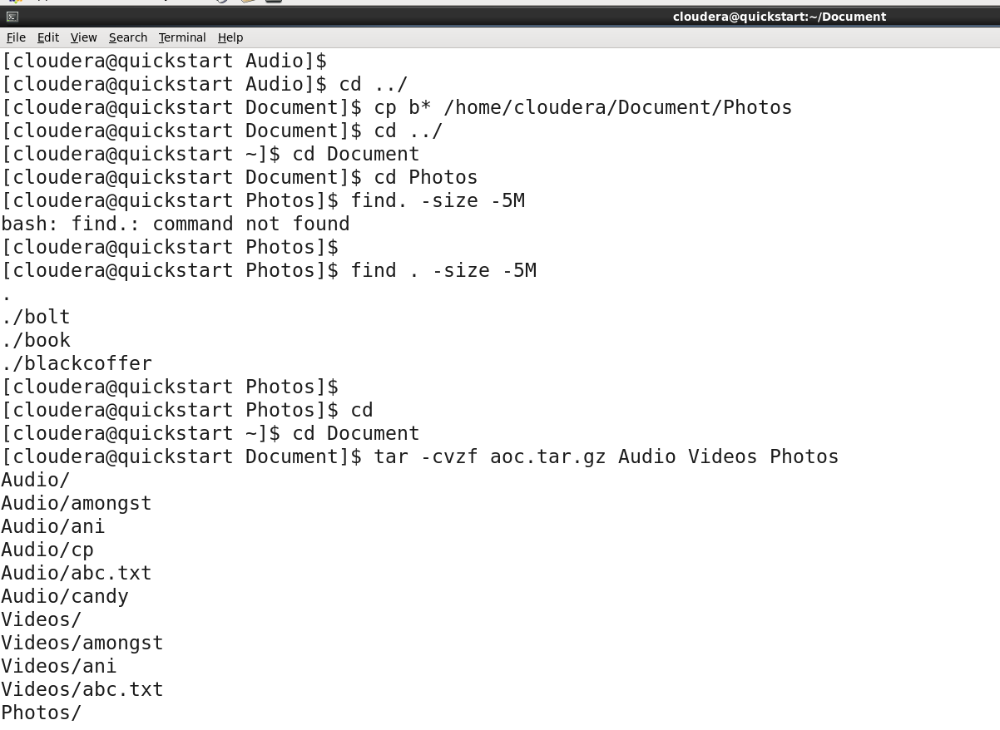 cloudera@quickstart:~/Document
File Edit View Search Terminal Help
[cloudera@quickstart Audio]$
[cloudera@quickstart Audio]$ cd ../
[cloudera@quickstart Document]$ cp b* /home/cloudera/Document/Photos
[cloudera@quickstart Document]$ cd ../
[cloudera@quickstart ~]$ cd Document
[cloudera@quickstart Document]$ cd Photos
[cloudera@quickstart Photos]$ find. -size -5M
bash: find.: command not found
[cloudera@quickstart Photos]$
[cloudera@quickstart Photos]$ find . -size -5M
.
./bolt
./book
./blackcoffer
[cloudera@quickstart Photos]$
[cloudera@quickstart Photos]$ cd
[cloudera@quickstart ~]$ cd Document
[cloudera@quickstart Document]$ tar -cvzf aoc.tar.gz Audio Videos Photos
Audio/
Audio/amongst
Audio/ani
Audio/cp
Audio/abc.txt
Audio/candy
Videos/
Videos/amongst
Videos/ani
Videos/abc.txt
Photos/